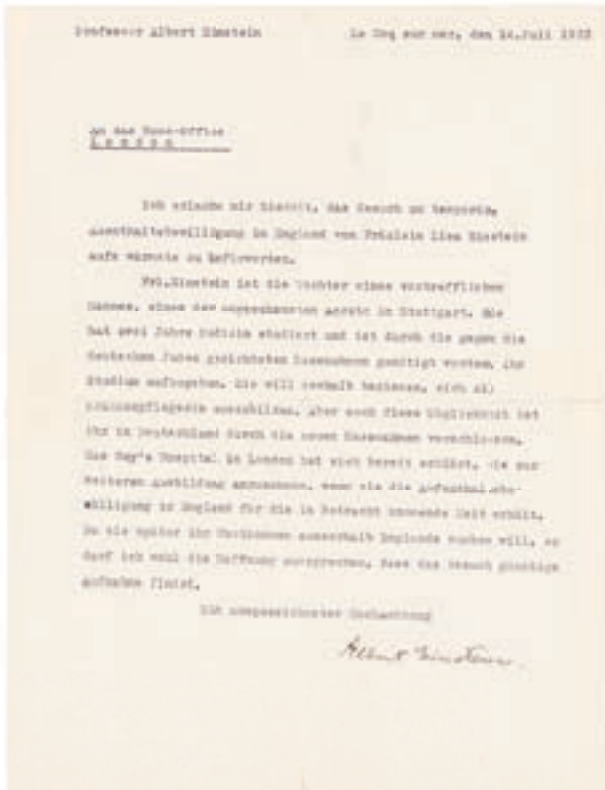 Professor Albert Einstein
Le Coq sur mer, den 14.Juli 1933
An das Home-Office
London
Ich erlaube mir hiermit, das Gesuch um temporäre
Aufenthaltsbewilligung in England von Fräulein Einstein
aufs wärmste zu befürworten.
Frl.Einstein ist die Tochter eines vortrefflichen
Mannes, eines der angesehensten Aerzte in Stuttgart. Sie
hat zwei Jahre Medizin studiert und ist durch die gegen die
deutschen Juden gerichteten Massnahmen genötigt worden, ihr
Studium aufzugeben. Sie will deshalb sich als
Krankenpflegerin auszubilden. Aber auch diese Möglichkeit ist
ihr in Deutschland durch die neuen Massnahmen verschlossen.
Das Guy's Hospital in London hat sich bereit erklärt, sie zur
weiteren Ausbildung anzunehmen, wenn sie die Aufenthaltsbe-
willigung in England für die in Betracht kommende Zeit erhält.
Da sie später ihr Fortkommen ausserhalb Englands suchen will, so
darf ich wohl die Hoffnung aussprechen, dass das Gesuch günstige
Aufnahme findet.
Mit ausgezeichneter Hochachtung
Albert Einstein.